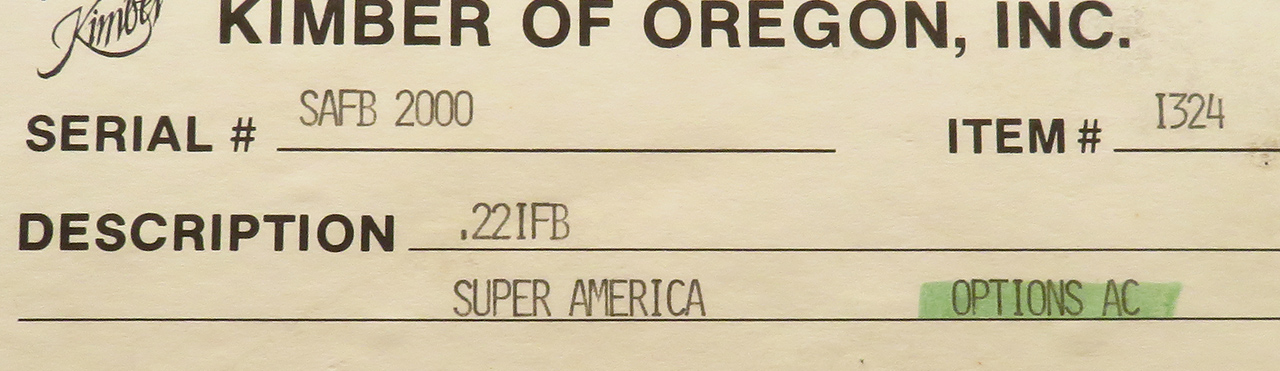 Kimber KIMBER OF OREGON, INC.
SERIAL # SAFB 2000 ITEM # I324
DESCRIPTION .22IFB
SUPER AMERICA OPTIONS AC